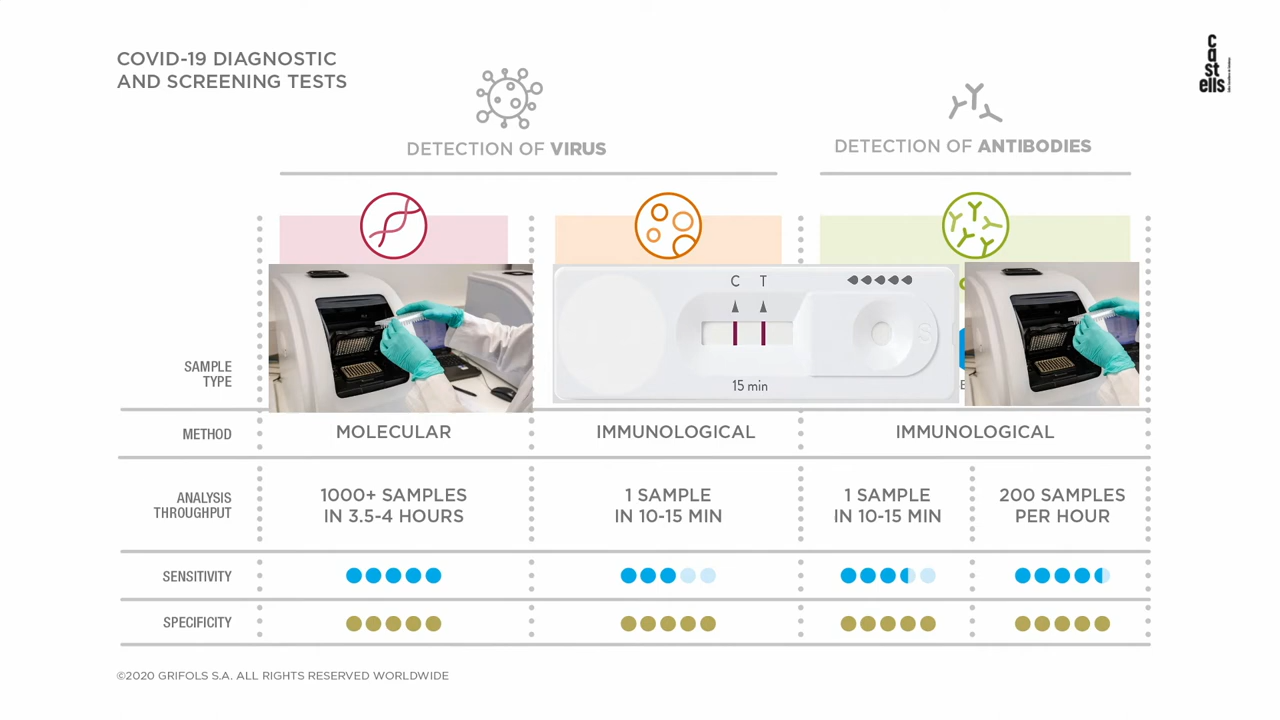 COVID-19 DIAGNOSTIC
AND SCREENING TESTS
ca
st
ells
DETECTION OF VIRUS
DETECTION OF ANTIBODIES
C T
15 min
S
SAMPLE
TYPE
METHOD
MOLECULAR
IMMUNOLOGICAL
IMMUNOLOGICAL
ANALYSIS
THROUGHPUT
1000+ SAMPLES
IN 3.5-4 HOURS
1 SAMPLE
IN 10-15 MIN
1 SAMPLE
IN 10-15 MIN
200 SAMPLES
PER HOUR
SENSITIVITY
SPECIFICITY
©2020 GRIFOLS S.A. ALL RIGHTS RESERVED WORLDWIDE